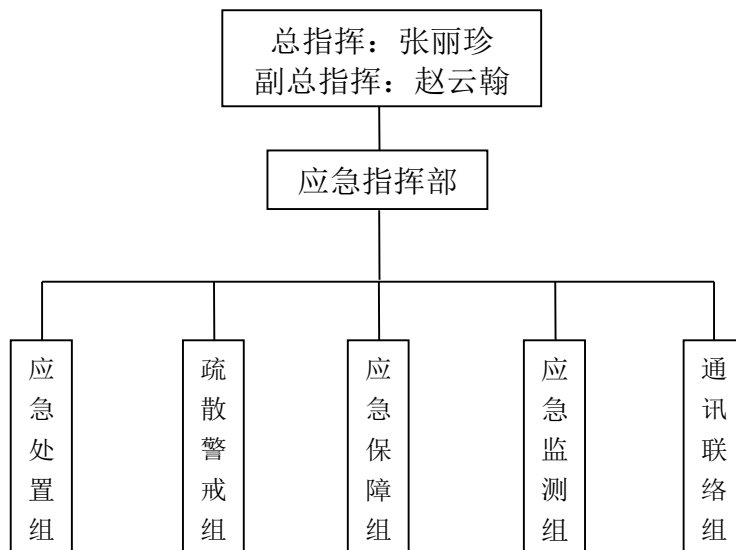 总指挥：张丽珍
副总指挥：赵云翰
应急指挥部
应急处置组
疏散警戒组
应急保障组
应急监测组
通讯联络组